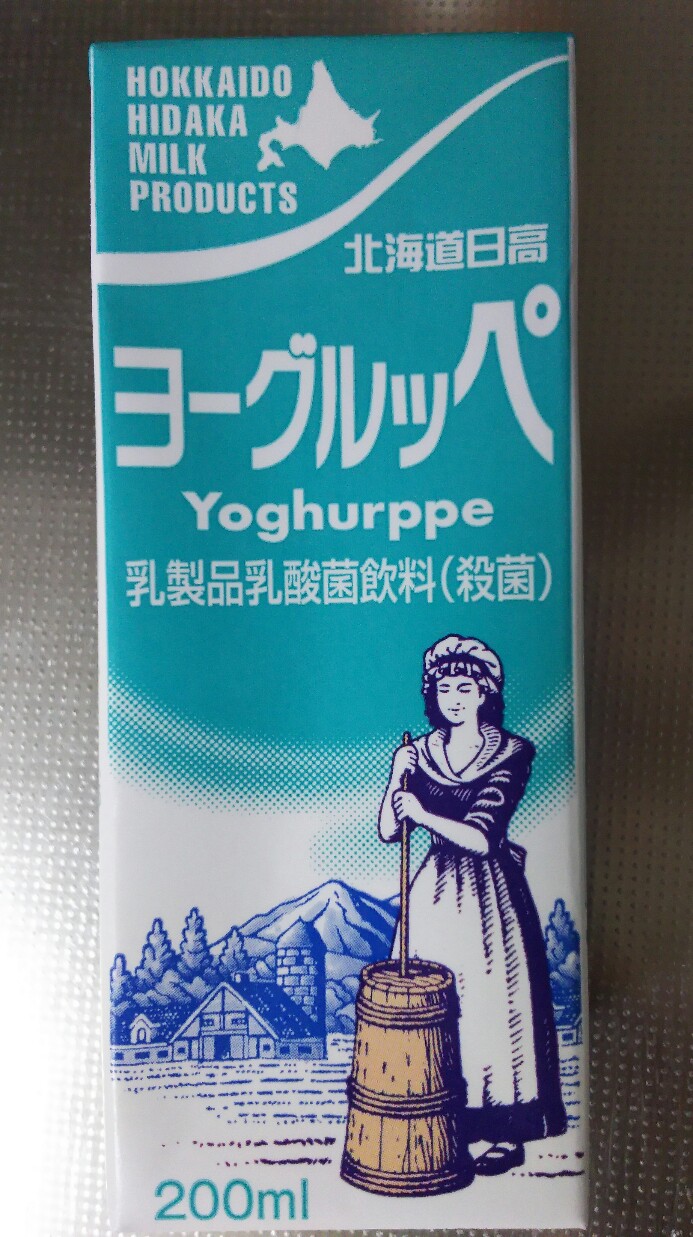 HOKKAIDO
HIDAKA
MILK
PRODUCTS
北海道日高
ヨーグルッペ
Yoghurppe
乳製品乳酸菌飲料(殺菌)
200ml